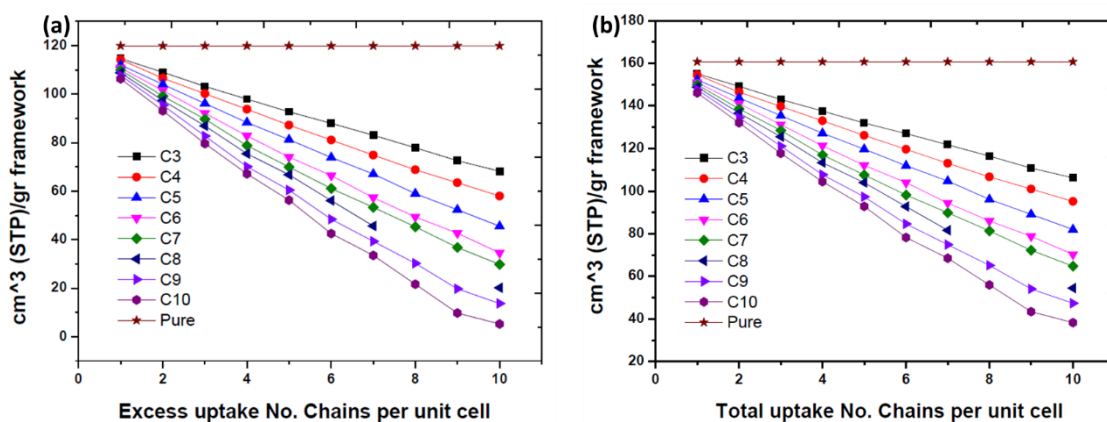 (a)
cm^3 (STP)/gr framework
140
120
100
80
60
40
20
0
C3
C4
C5
C6
C7
C8
C9
C10
Pure
0 2 4 6 8 10
Excess uptake No. Chains per unit cell
(b)
cm^3 (STP)/gr framework
180
160
140
120
100
80
60
40
20
C3
C4
C5
C6
C7
C8
C9
C10
Pure
0 2 4 6 8 10
Total uptake No. Chains per unit cell